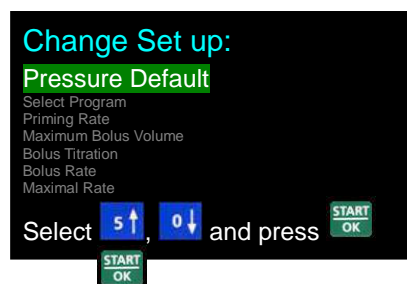 Change Set up:
Pressure Default
Select Program
Priming Rate
Maximum Bolus Volume
Bolus Titration
Bolus Rate
Maximal Rate
Select 5↑, 0↓ and press START OK
START OK